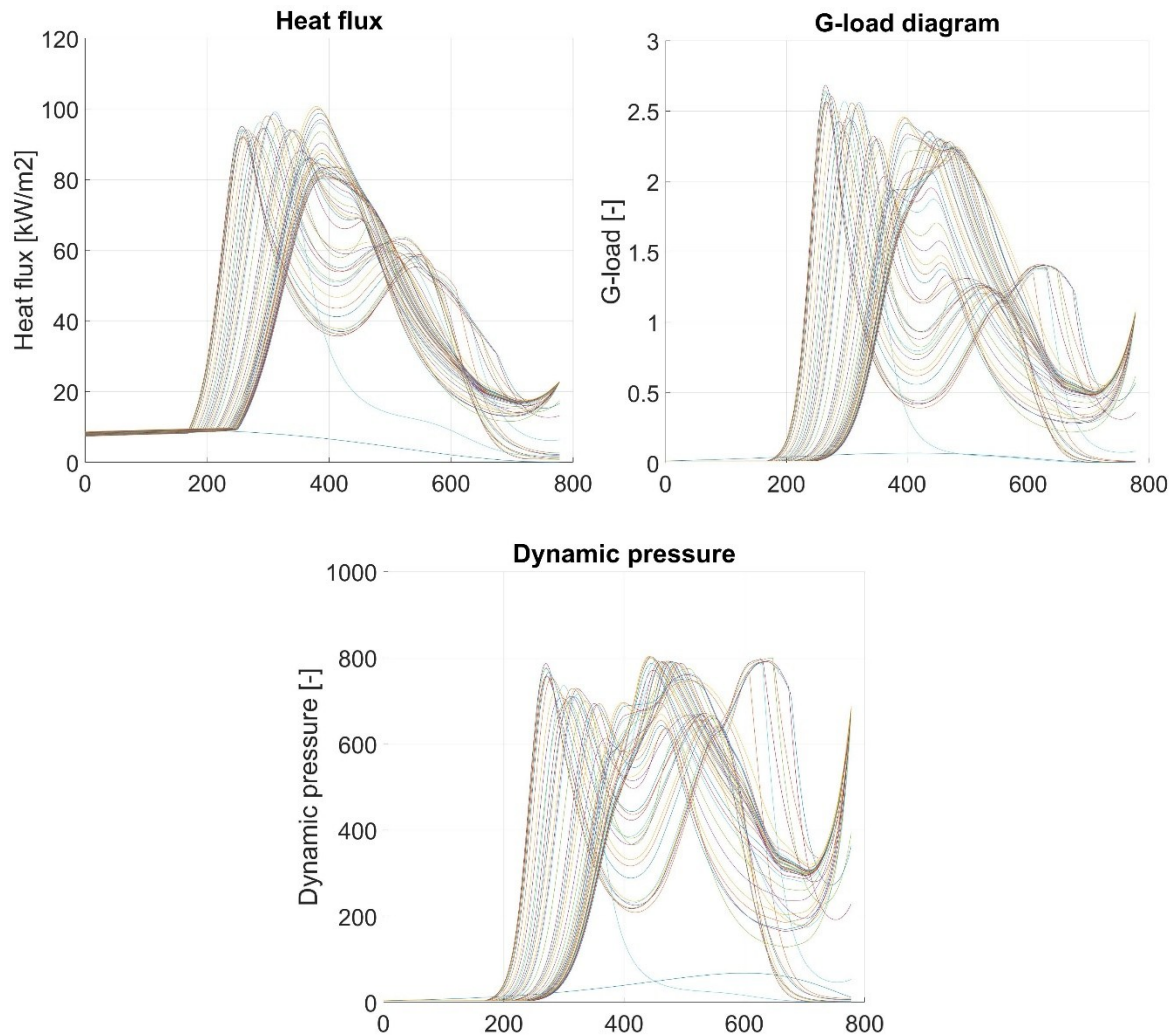 Heat flux
120
100
80
60
40
20
0
Heat flux [kW/m2]
0 200 400 600 800
G-load diagram
3
2.5
2
1.5
1
0.5
0
G-load [-]
0 200 400 600 800
Dynamic pressure
1000
800
600
400
200
0
Dynamic pressure [-]
0 200 400 600 800